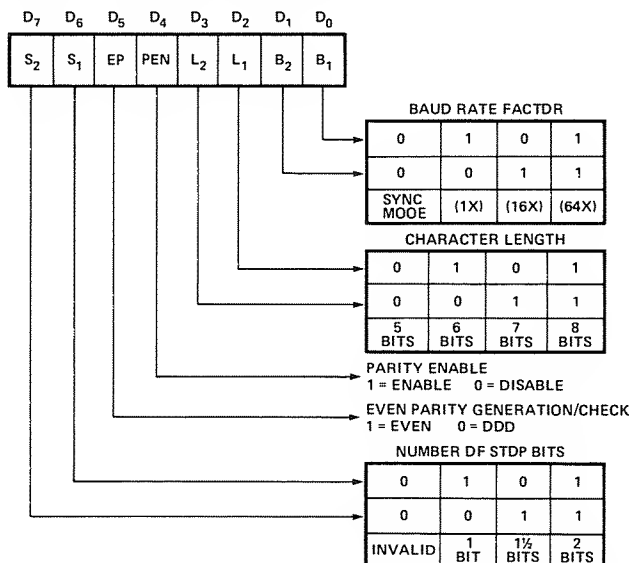 D7 D6 D5 D4 D3 D2 D1 D0
S2 S1 EP PEN L2 L1 B2 B1
BAUD RATE FACTDR
0 1 0 1
0 0 1 1
SYNC MOOE (1X) (16X) (64X)
CHARACTER LENGTH
0 1 0 1
0 0 1 1
5 BITS 6 BITS 7 BITS 8 BITS
PARITY ENABLE
1 = ENABLE 0 = DISABLE
EVEN PARITY GENERATION/CHECK
1 = EVEN 0 = DDD
NUMBER DF STDP BITS
0 1 0 1
0 0 1 1
INVALID 1 BIT 1½ BITS 2 BITS